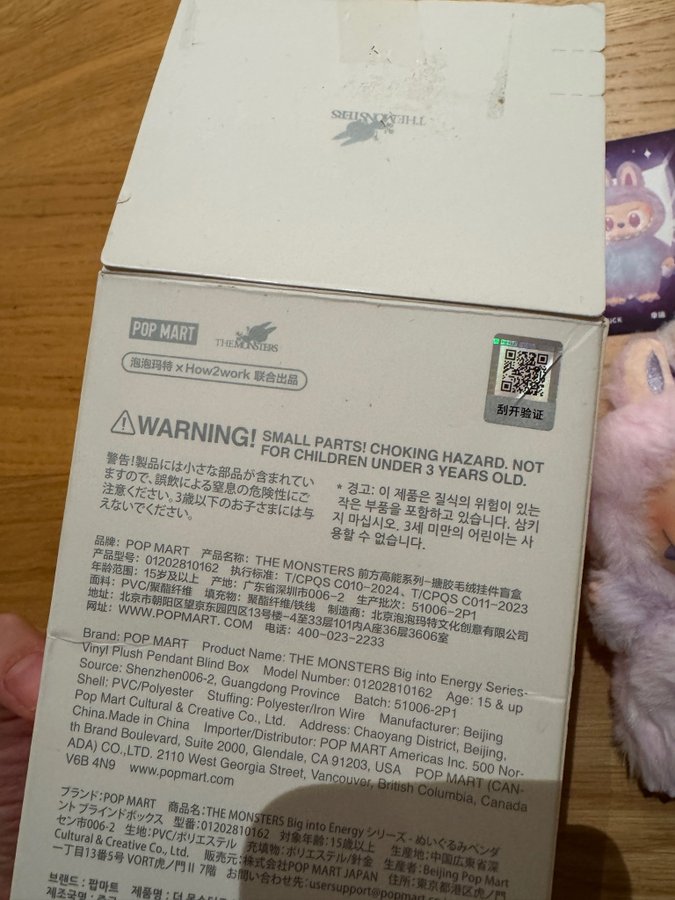 THE MONSTERS
POP MART
THE MONSTERS
泡泡玛特 × How2work 联合出品
刮开验证
⚠WARNING! SMALL PARTS! CHOKING HAZARD. NOT
FOR CHILDREN UNDER 3 YEARS OLD.
警告!製品には小さな部品が含まれてい
ますので、誤飲による窒息の危険性にご
注意ください。3歳以下のお子さまには与
えないでください。
* 경고: 이 제품은 질식의 위험이 있는
작은 부품을 포함하고 있습니다. 삼키
지 마십시오. 3세 미만의 어린이는 사
용할 수 없습니다.
品牌：POP MART 产品名称：THE MONSTERS 前方高能系列-搪胶毛绒挂件盲盒
产品型号：01202810162 执行标准：T/CPQS C010-2024、T/CPQS C011-2023
年龄范围：15岁及以上 产地：广东省深圳市006-2 生产批次：51006-2P1
面料：PVC/聚酯纤维 填充物：聚酯纤维/铁线 制造商：北京泡泡玛特文化创意有限公司
地址：北京市朝阳区望京东园四区13号楼-4至33层101内A座36层3606室
网址：WWW.POPMART.COM 电话：400-023-2233
Brand: POP MART Product Name: THE MONSTERS Big into Energy Series-
Vinyl Plush Pendant Blind Box Model Number: 01202810162 Age: 15 & up
Source: Shenzhen006-2, Guangdong Province Batch: 51006-2P1
Shell: PVC/Polyester Stuffing: Polyester/Iron Wire Manufacturer: Beijing
Pop Mart Cultural & Creative Co., Ltd. Address: Chaoyang District, Beijing,
China.Made in China Importer/Distributor: POP MART Americas Inc. 500 Nor-
th Brand Boulevard, Suite 2000, Glendale, CA 91203, USA POP MART (CAN-
ADA) CO.,LTD. 2110 West Georgia Street, Vancouver, British Columbia, Canada
V6B 4N9 www.popmart.com
ブランド：POP MART 商品名：THE MONSTERS Big into Energy シリーズ - ぬいぐるみペンダ
ント ブラインドボックス 型番：01202810162 対象年齢：15歳以上 生産地：中国広東省深
セン市006-2 生地：PVC/ポリエステル 充填物：ポリエステル/針金 生産者：Beijing Pop Mart
Cultural & Creative Co., Ltd. 販売元：株式会社POP MART JAPAN 住所：東京都港区虎ノ門
一丁目13番5号 VORT虎ノ門Ⅱ 7階 お問い合わせ先：usersupport@popmart
브랜드 : 팝마트 제품명 : 더